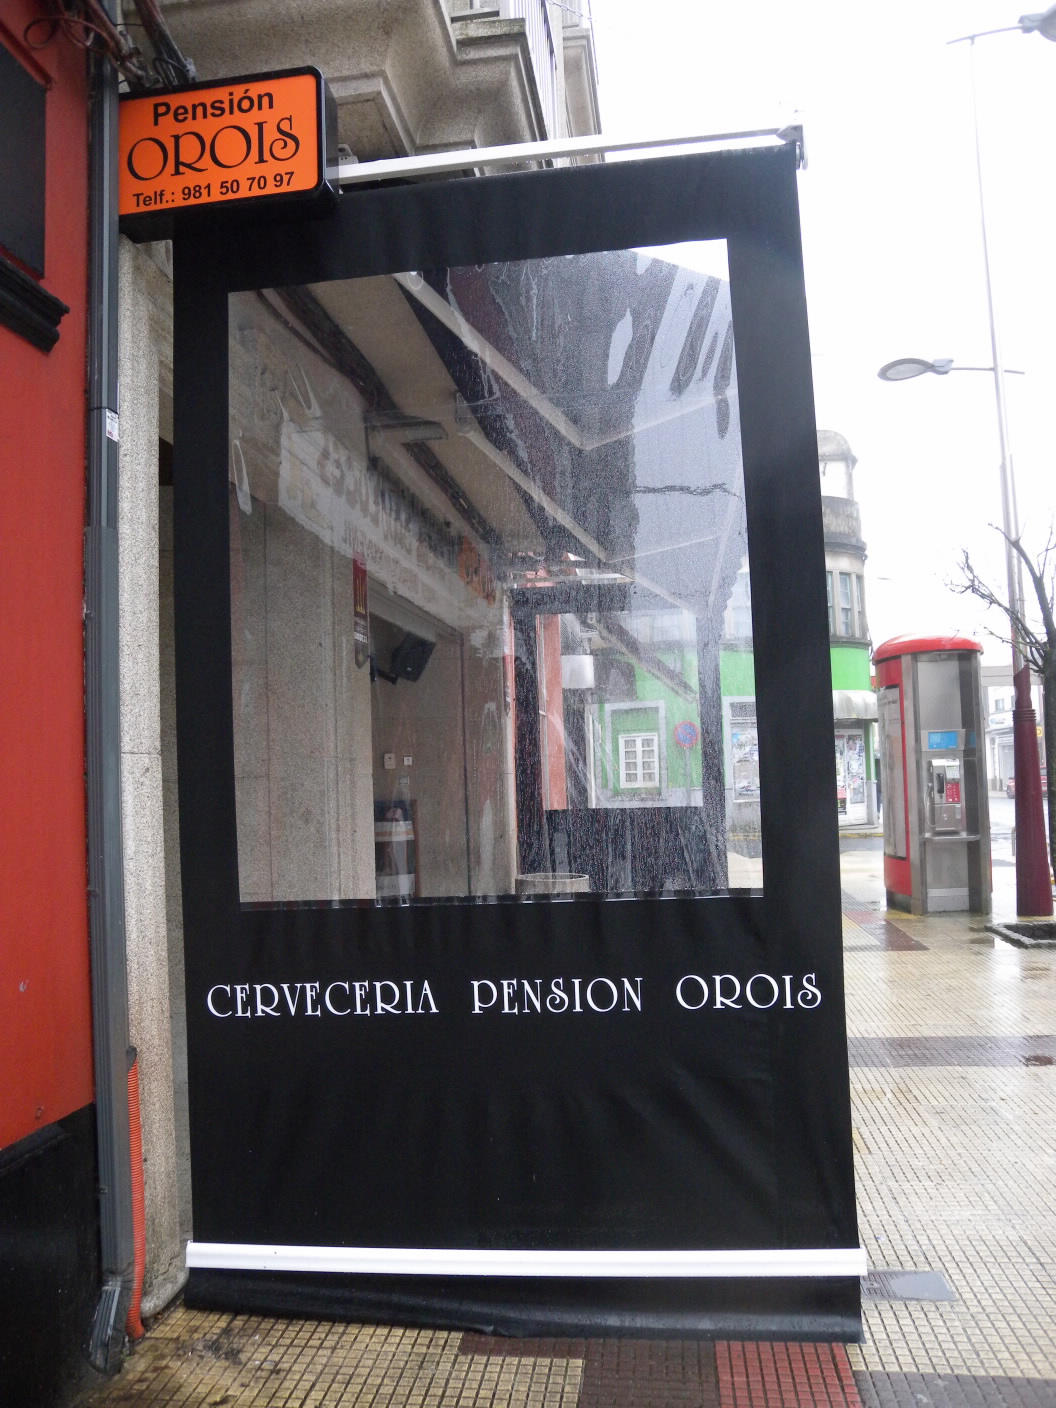 Pensión
OROIS
Telf.: 981 50 70 97
CERVECERIA PENSION OROIS